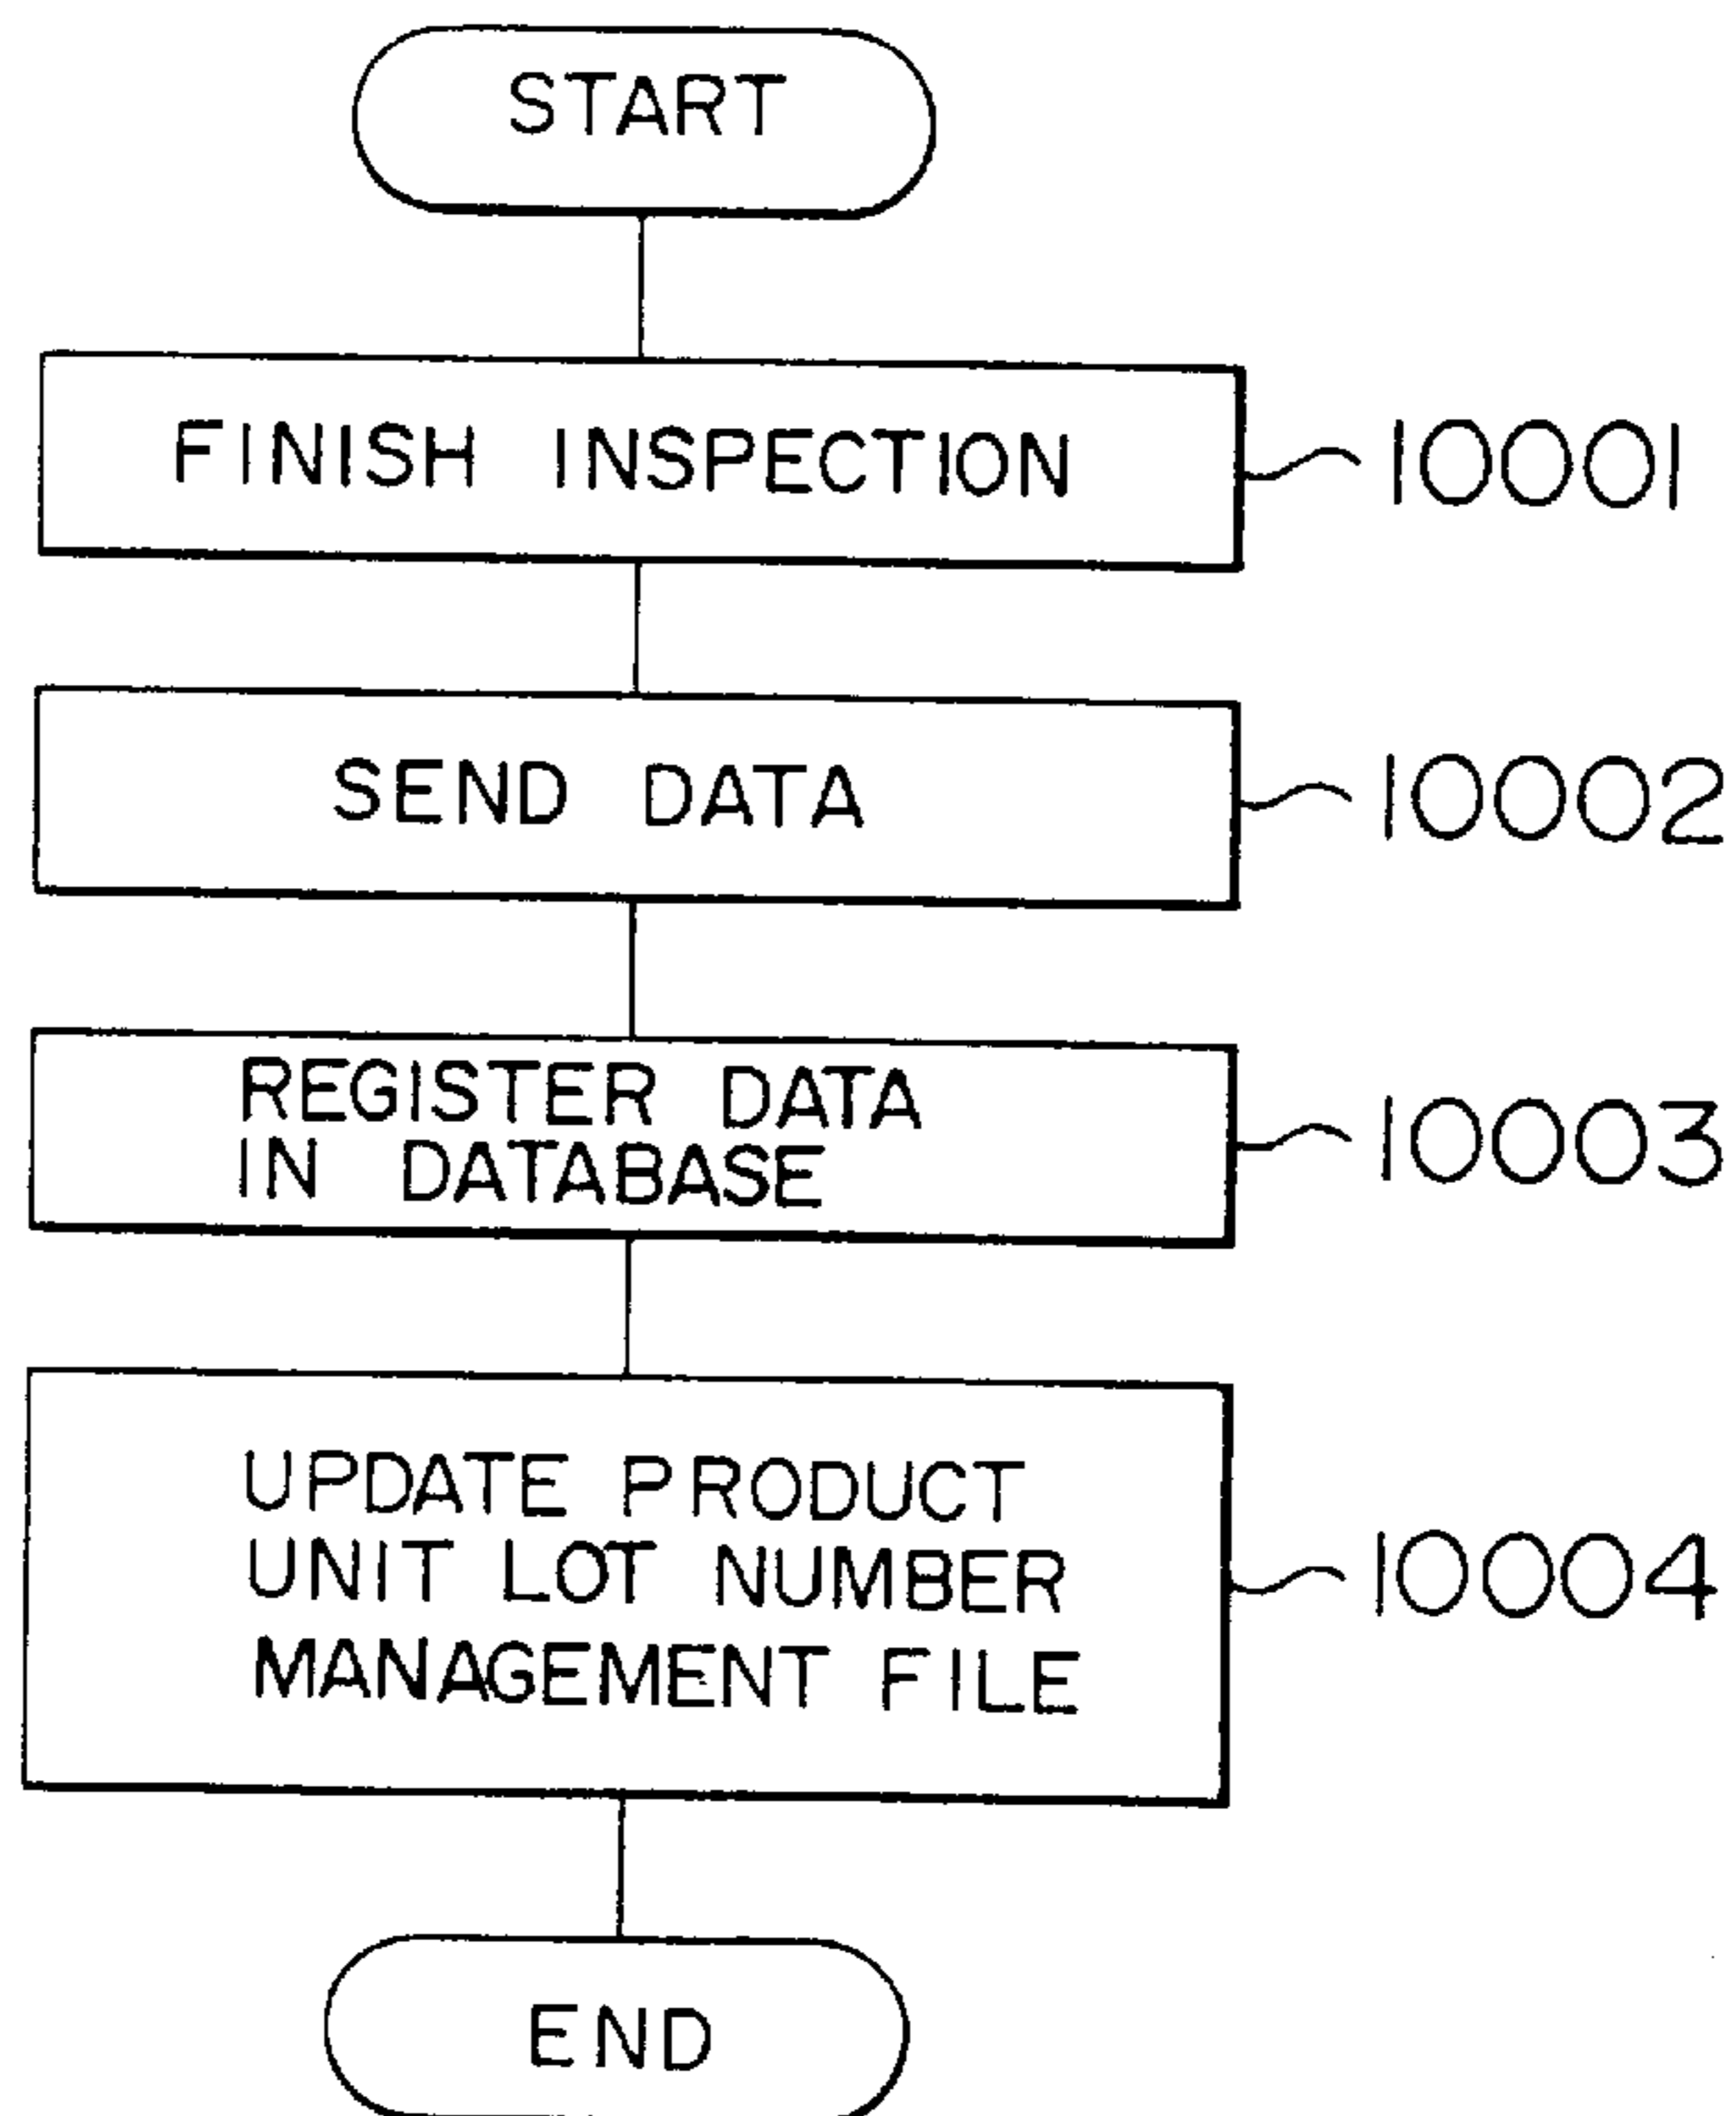 START
FINISH INSPECTION
10001
SEND DATA
10002
REGISTER DATA
IN DATABASE
10003
UPDATE PRODUCT
UNIT LOT NUMBER
MANAGEMENT FILE
10004
END